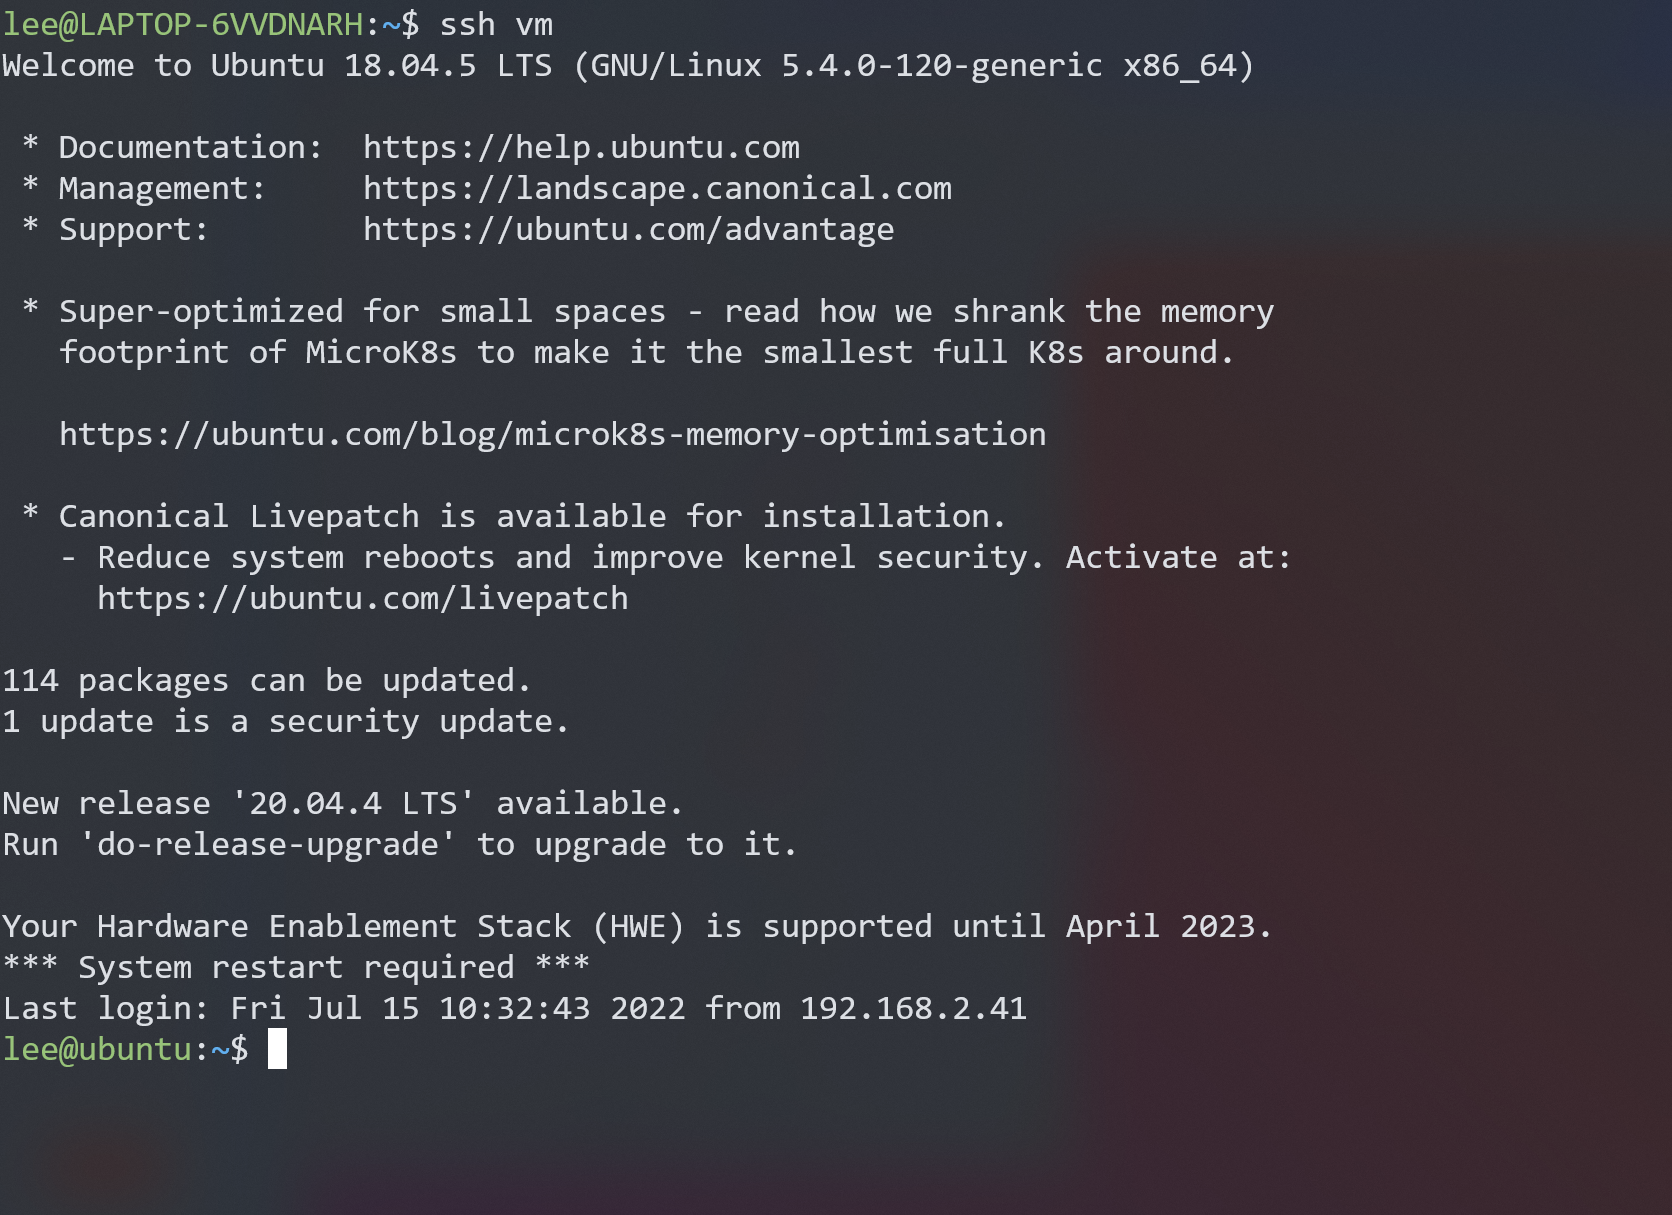 lee@LAPTOP-6VVDNARH:~$ ssh vm
Welcome to Ubuntu 18.04.5 LTS (GNU/Linux 5.4.0-120-generic x86_64)
* Documentation:  https://help.ubuntu.com
* Management:     https://landscape.canonical.com
* Support:        https://ubuntu.com/advantage
* Super-optimized for small spaces - read how we shrank the memory
footprint of MicroK8s to make it the smallest full K8s around.
https://ubuntu.com/blog/microk8s-memory-optimisation
* Canonical Livepatch is available for installation.
- Reduce system reboots and improve kernel security. Activate at:
https://ubuntu.com/livepatch
114 packages can be updated.
1 update is a security update.
New release '20.04.4 LTS' available.
Run 'do-release-upgrade' to upgrade to it.
Your Hardware Enablement Stack (HWE) is supported until April 2023.
*** System restart required ***
Last login: Fri Jul 15 10:32:43 2022 from 192.168.2.41
lee@ubuntu:~$